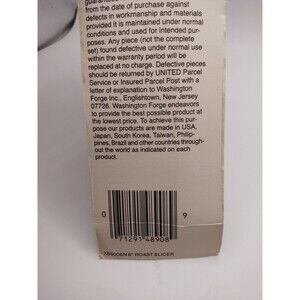 from the date of purchase against
defects in workmanship and materials
provided it is maintained under normal
conditions and used for intended pur-
poses. Any piece (not the complete
set) found defective under normal use
within the warranty period will be
replaced at no charge. Defective pieces
should be returned by UNITED Parcel
Service or Insured Parcel Post with a
letter of explanation to Washington
Forge Inc., Englishtown, New Jersey
07726. Washington Forge endeavors
to provide the best possible product at
the lowest price. To achieve this pur-
pose our products are made in USA,
Japan, South Korea, Taiwan, Philip-
pines, Brazil and other countries through-
out the world as indicated on each
product.
0 9
71291 48908
8" ROAST SLICER